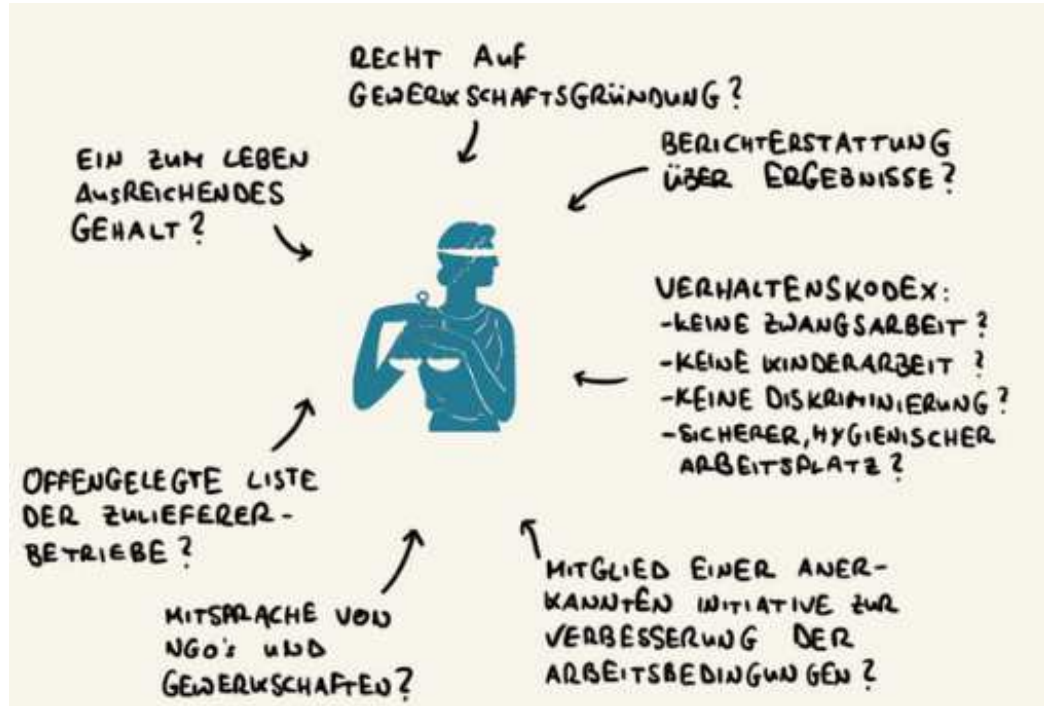 RECHT AUF
GEWERKSCHAFTSGRÜNDUNG?
BERICHTERSTATTUNG
ÜBER ERGEBNISSE?
EIN ZUM LEBEN
AUSREICHENDES
GEHALT?
VERHALTENSKODEX:
-KEINE ZWANGSARBEIT?
-KEINE KINDERARBEIT?
-KEINE DISKRIMINIERUNG?
-SICHERER, HYGIENISCHER
ARBEITSPLATZ?
OFFENGELEGTE LISTE
DER ZULIEFERER-
BETRIEBE?
MITSPRACHE VON
NGO's UND
GEWERKSCHAFTEN?
MITGLIED EINER ANER-
KANNTEN INITIATIVE ZUR
VERBESSERUNG DER
ARBEITSBEDINGUNGEN?